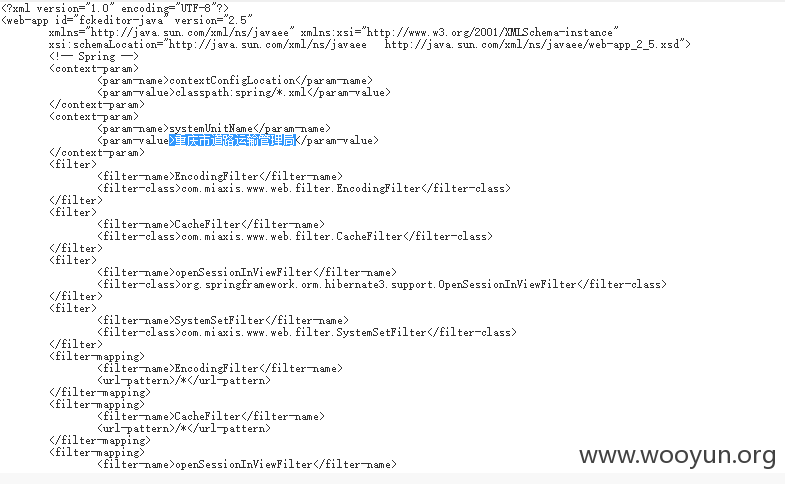 <?xml version="1.0" encoding="UTF-8"?>
<web-app id="fckeditor-java" version="2.5"
xmlns="http://java.sun.com/xml/ns/javaee" xmlns:xsi="http://www.w3.org/2001/XMLSchema-instance"
xsi:schemaLocation="http://java.sun.com/xml/ns/javaee   http://java.sun.com/xml/ns/javaee/web-app_2_5.xsd">
<!-- Spring -->
<context-param>
<param-name>contextConfigLocation</param-name>
<param-value>classpath:spring/*.xml</param-value>
</context-param>
<context-param>
<param-name>systemUnitName</param-name>
<param-value>重庆市道路运输管理局</param-value>
</context-param>
<filter>
<filter-name>EncodingFilter</filter-name>
<filter-class>com.miaxis.www.web.filter.EncodingFilter</filter-class>
</filter>
<filter>
<filter-name>CacheFilter</filter-name>
<filter-class>com.miaxis.www.web.filter.CacheFilter</filter-class>
</filter>
<filter>
<filter-name>openSessionInViewFilter</filter-name>
<filter-class>org.springframework.orm.hibernate3.support.OpenSessionInViewFilter</filter-class>
</filter>
<filter>
<filter-name>SystemSetFilter</filter-name>
<filter-class>com.miaxis.www.web.filter.SystemSetFilter</filter-class>
</filter>
<filter-mapping>
<filter-name>EncodingFilter</filter-name>
<url-pattern>/*</url-pattern>
</filter-mapping>
<filter-mapping>
<filter-name>CacheFilter</filter-name>
<url-pattern>/*</url-pattern>
</filter-mapping>
<filter-mapping>
<filter-name>openSessionInViewFilter</filter-name>
www.wooyun.org